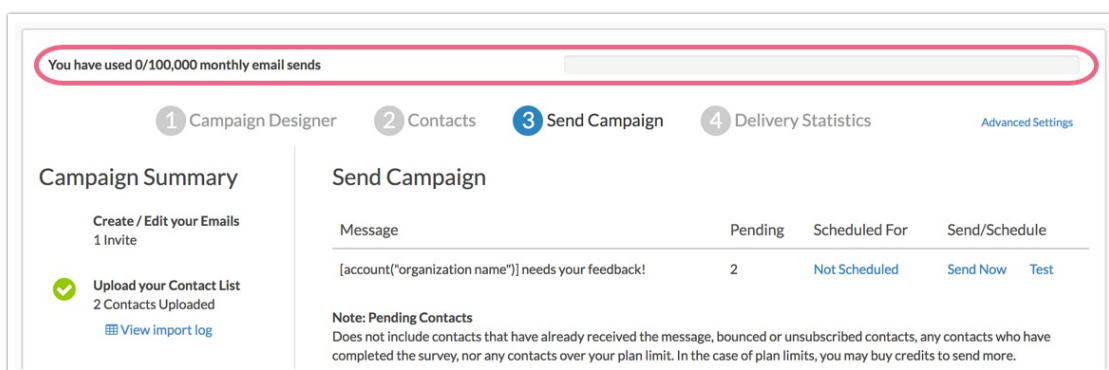 You have used 0/100,000 monthly email sends
1 Campaign Designer 2 Contacts 3 Send Campaign 4 Delivery Statistics Advanced Settings
Campaign Summary
Create / Edit your Emails
1 Invite
Upload your Contact List
2 Contacts Uploaded
View import log
Send Campaign
Message Pending Scheduled For Send/Schedule
[account("organization name")] needs your feedback! 2 Not Scheduled Send Now Test
Note: Pending Contacts
Does not include contacts that have already received the message, bounced or unsubscribed contacts, any contacts who have
completed the survey, nor any contacts over your plan limit. In the case of plan limits, you may buy credits to send more.